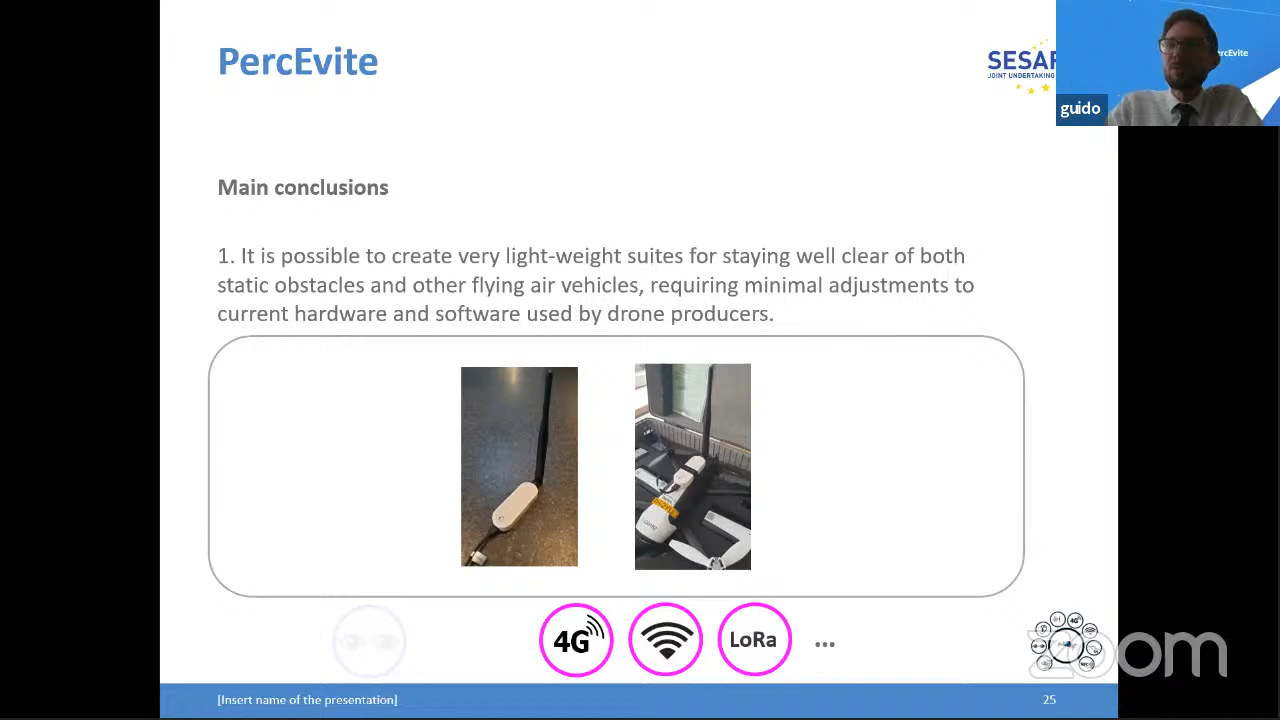 PercEvite
SESAR
JOINT UNDERTAKING
rcEvite
guido
Main conclusions
1. It is possible to create very light-weight suites for staying well clear of both
static obstacles and other flying air vehicles, requiring minimal adjustments to
current hardware and software used by drone producers.
4G
LoRa
...
zoom
[Insert name of the presentation]
25